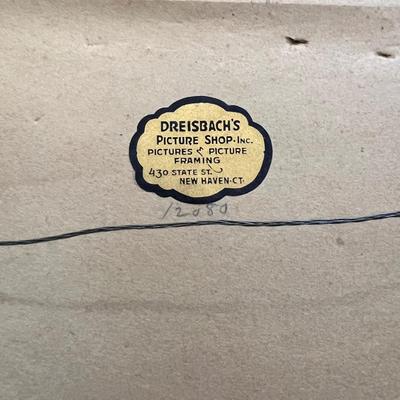 DREISBACH'S
PICTURE SHOP·INC.
PICTURES & PICTURE
FRAMING
430 STATE ST.
NEW HAVEN·CT.
12080